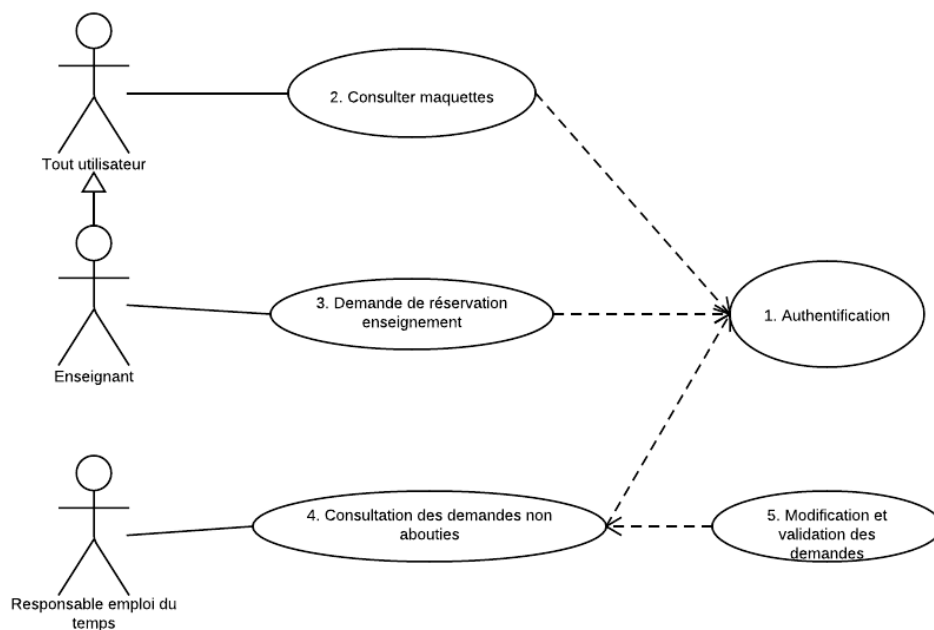 2. Consulter maquettes
Tout utilisateur
3. Demande de réservation
enseignement
1. Authentification
Enseignant
4. Consultation des demandes non
abouties
5. Modification et
validation des
demandes
Responsable emploi du
temps